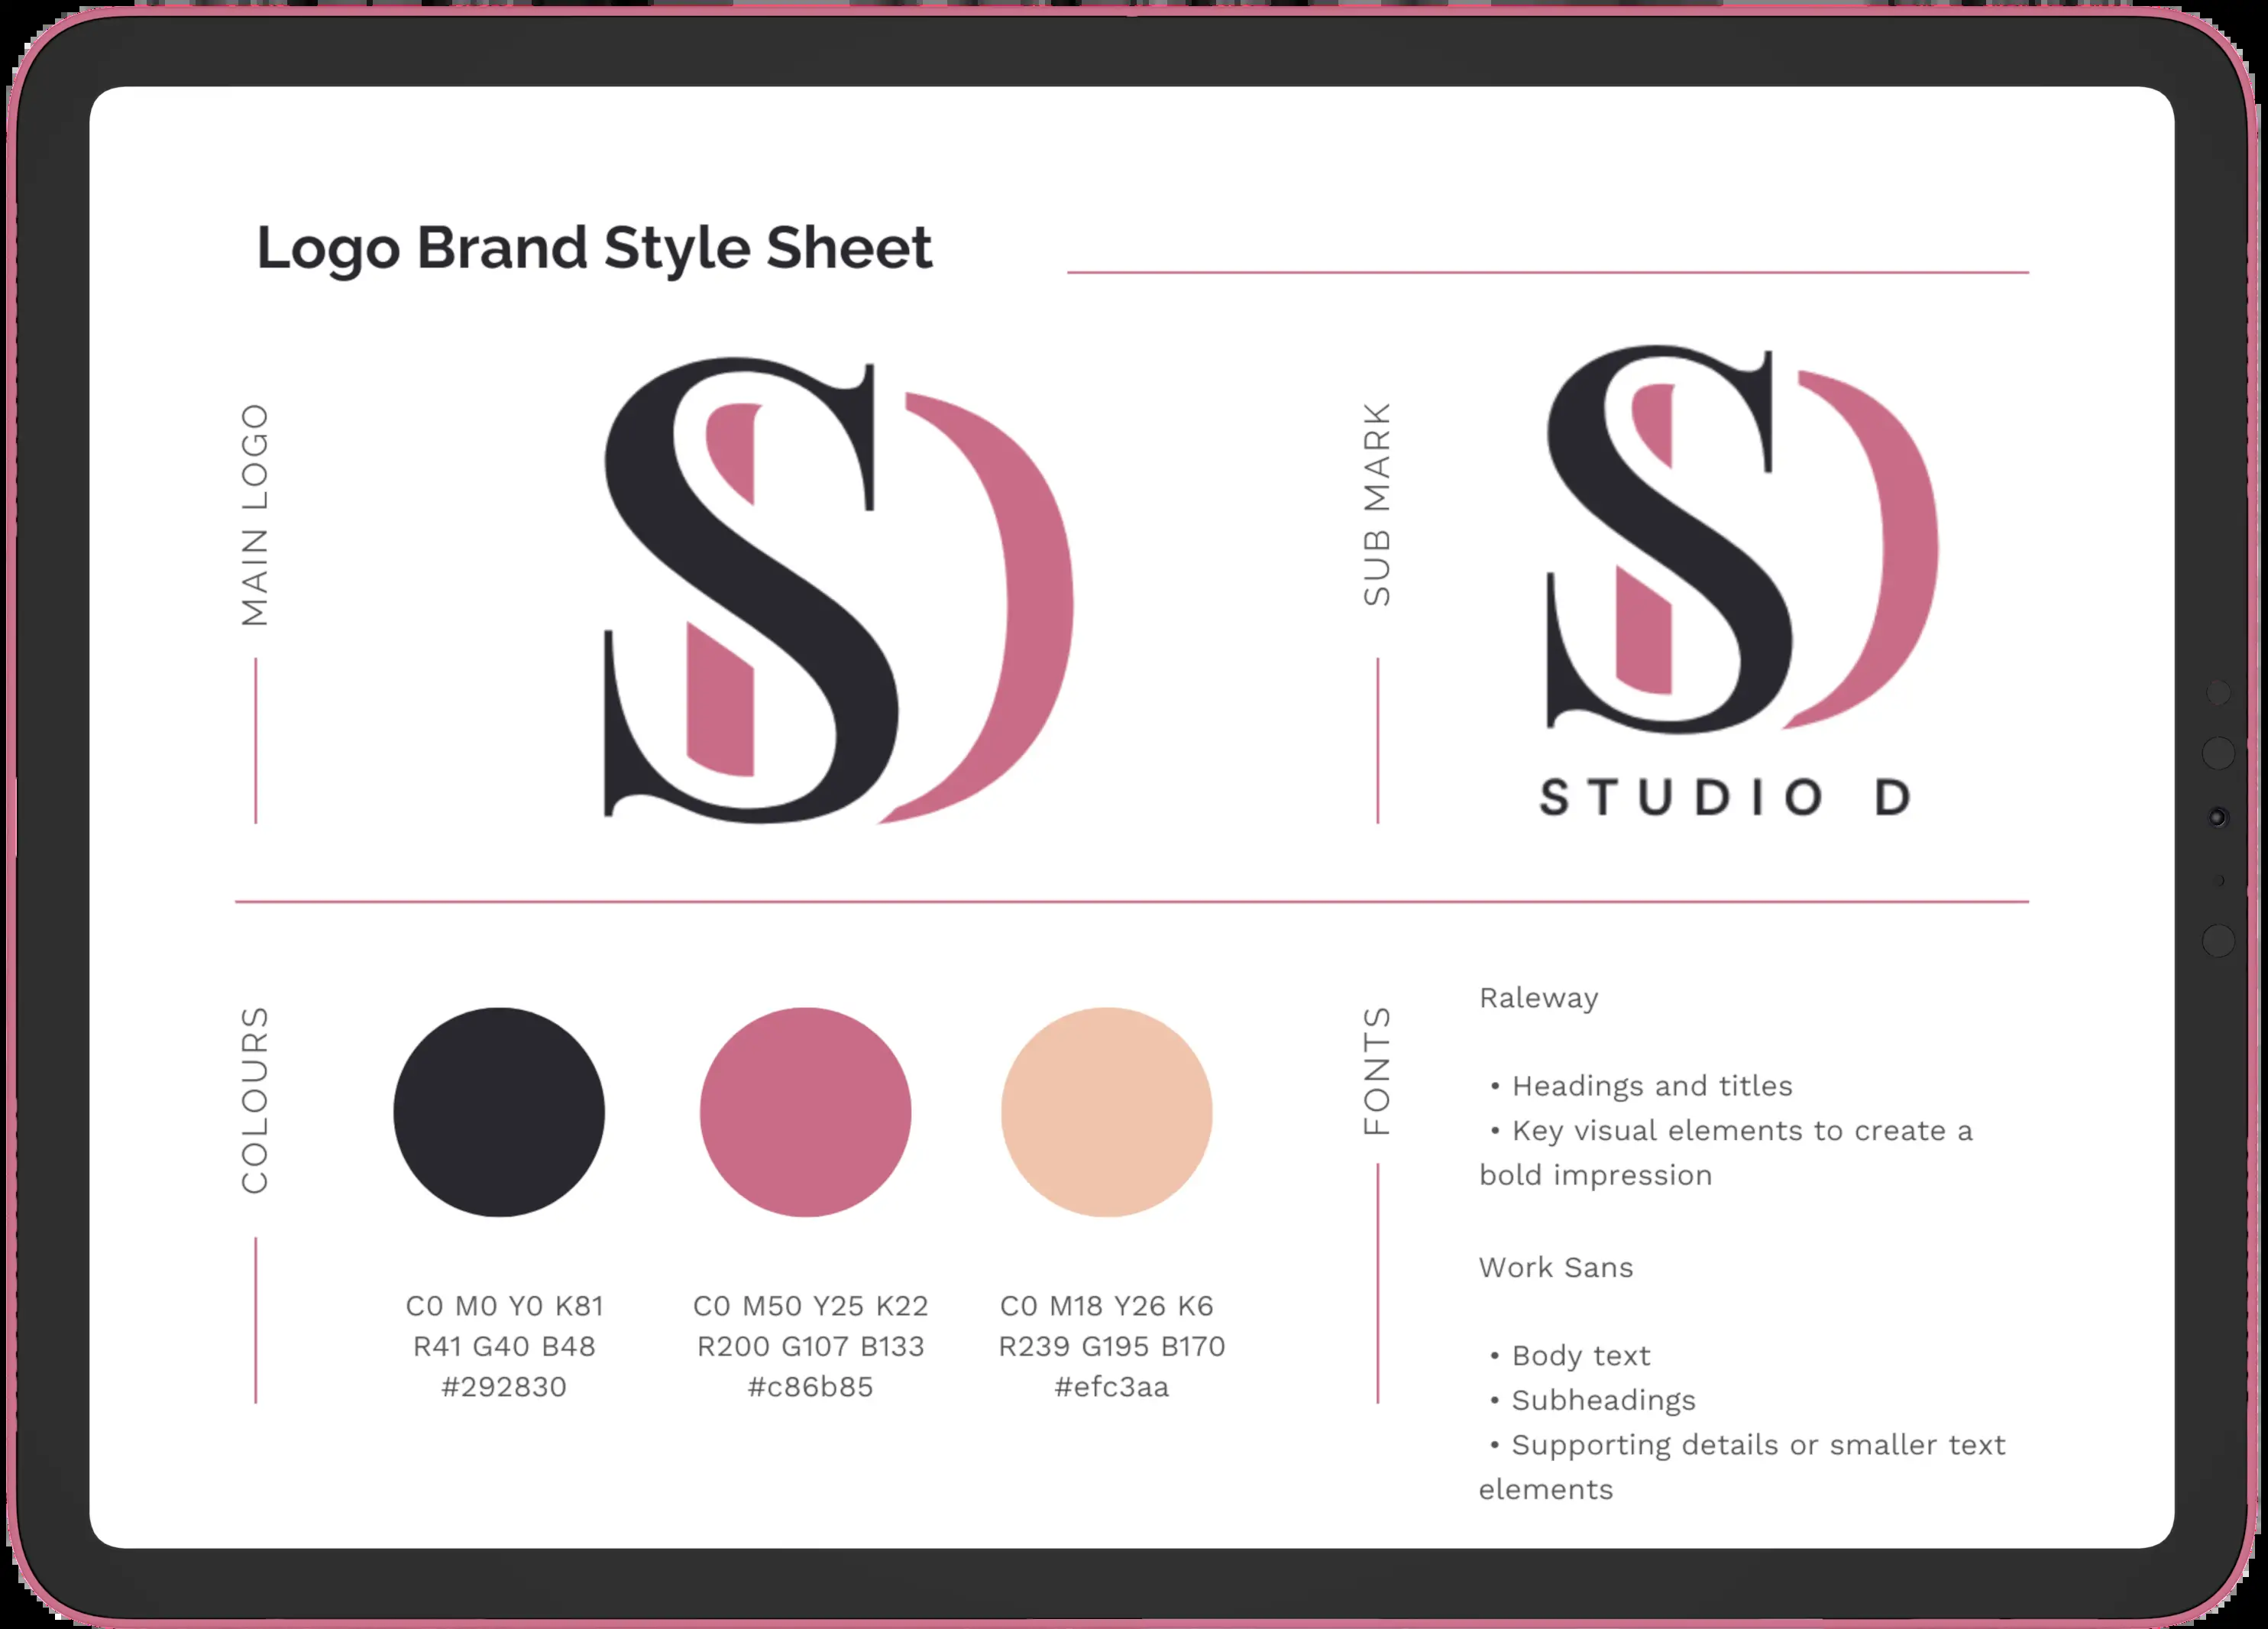 Logo Brand Style Sheet
MAIN LOGO
SD
SUB MARK
SD
STUDIO D
COLOURS
C0 M0 Y0 K81
R41 G40 B48
#292830
C0 M50 Y25 K22
R200 G107 B133
#c86b85
C0 M18 Y26 K6
R239 G195 B170
#efc3aa
FONTS
Raleway
• Headings and titles
• Key visual elements to create a
bold impression
Work Sans
• Body text
• Subheadings
• Supporting details or smaller text
elements